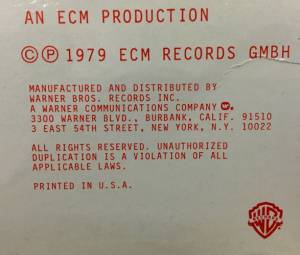 AN ECM PRODUCTION
© ℗ 1979 ECM RECORDS GMBH
MANUFACTURED AND DISTRIBUTED BY
WARNER BROS. RECORDS INC.
A WARNER COMMUNICATIONS COMPANY
3300 WARNER BLVD., BURBANK, CALIF. 91510
3 EAST 54TH STREET, NEW YORK, N.Y. 10022
ALL RIGHTS RESERVED. UNAUTHORIZED
DUPLICATION IS A VIOLATION OF ALL
APPLICABLE LAWS.
PRINTED IN U.S.A.
WB